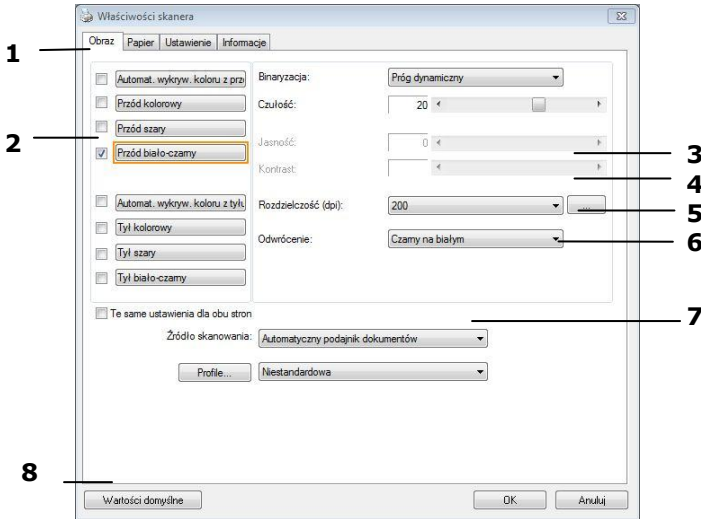 Właściwości skanera
Obraz Papier Ustawienie Informacje
1
Automat. wykryw. koloru z prze
Binaryzacja: Próg dynamiczny
Przód kolorowy
Czułość: 20
Przód szary
2
Jasność: 0
3
Przód biało-czarny
Kontrast:
4
Automat. wykryw. koloru z tyłu
Rozdzielczość (dpi): 200 ...
5
Tył kolorowy
Odwrócenie: Czarny na białym
6
Tył szary
Tył biało-czarny
Te same ustawienia dla obu stron
7
Źródło skanowania: Automatyczny podajnik dokumentów
Profile... Niestandardowa
8
Wartości domyślne OK Anuluj